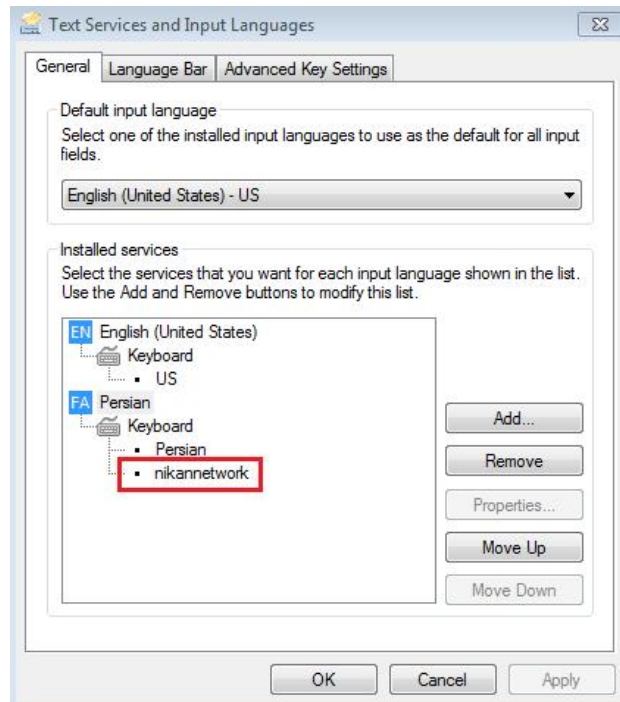 Text Services and Input Languages
General
Language Bar
Advanced Key Settings
Default input language
Select one of the installed input languages to use as the default for all input
fields.
English (United States) - US
Installed services
Select the services that you want for each input language shown in the list.
Use the Add and Remove buttons to modify this list.
EN English (United States)
Keyboard
US
FA Persian
Keyboard
Persian
nikannetwork
Add...
Remove
Properties...
Move Up
Move Down
OK
Cancel
Apply